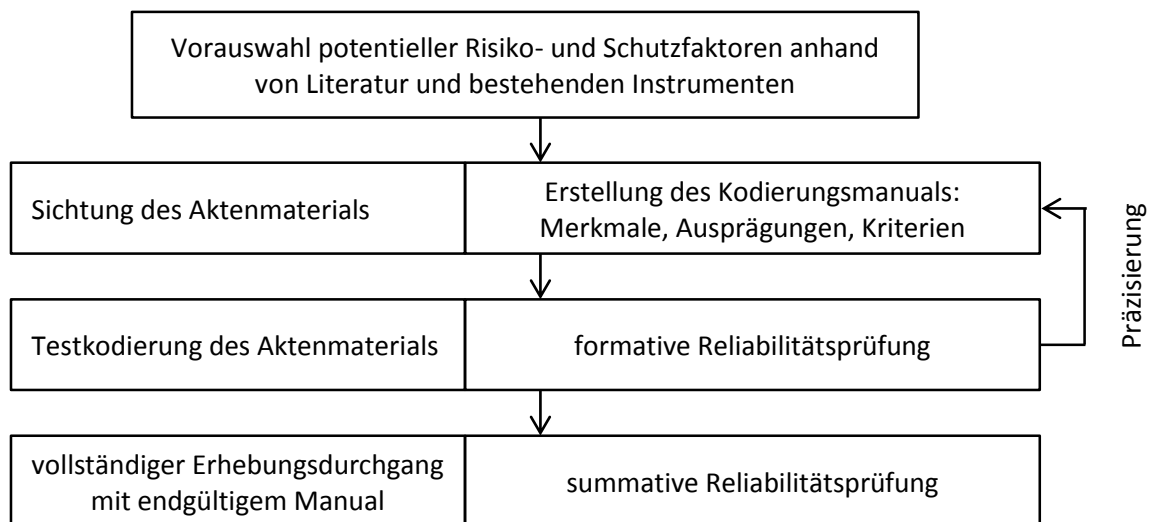 Vorauswahl potentieller Risiko- und Schutzfaktoren anhand
von Literatur und bestehenden Instrumenten
Sichtung des Aktenmaterials
Erstellung des Kodierungsmanuals:
Merkmale, Ausprägungen, Kriterien
Präzisierung
Testkodierung des Aktenmaterials
formative Reliabilitätsprüfung
vollständiger Erhebungsdurchgang
mit endgültigem Manual
summative Reliabilitätsprüfung